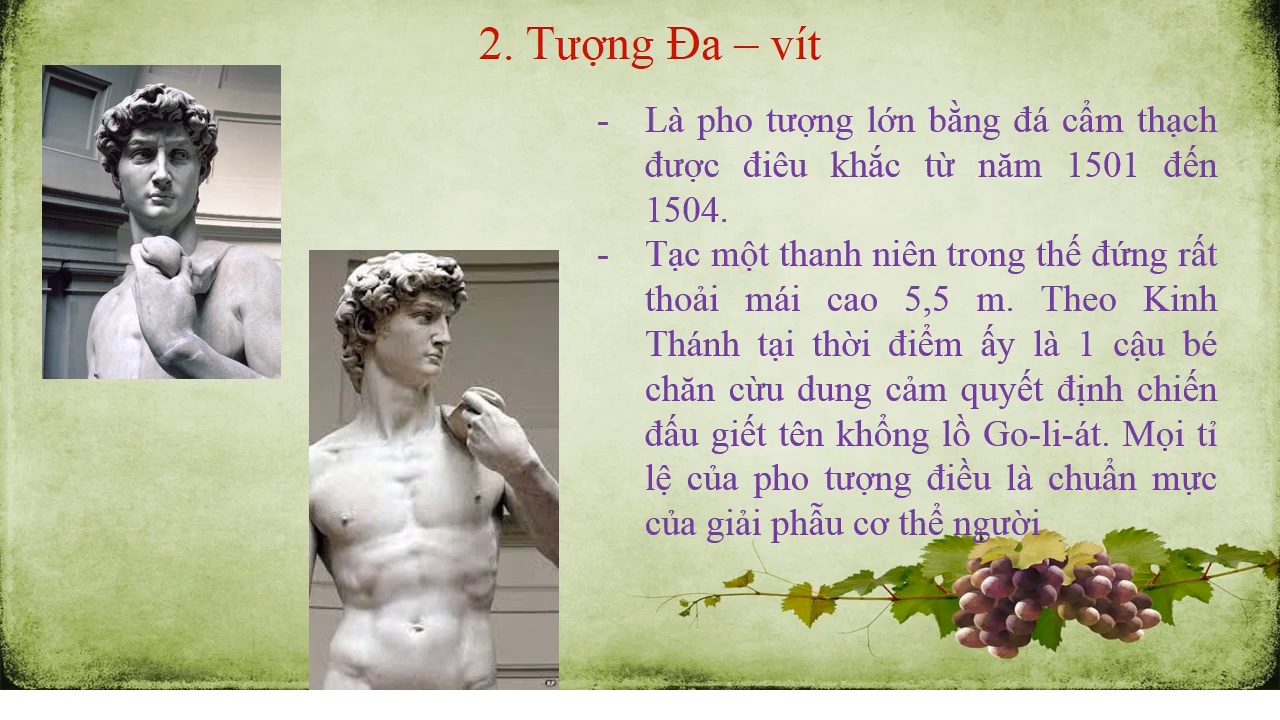 2. Tượng Đa – vít
- Là pho tượng lớn bằng đá cẩm thạch
được điêu khắc từ năm 1501 đến
1504.
- Tạc một thanh niên trong thế đứng rất
thoải mái cao 5,5 m. Theo Kinh
Thánh tại thời điểm ấy là 1 cậu bé
chăn cừu dung cảm quyết định chiến
đấu giết tên khổng lồ Go-li-át. Mọi tỉ
lệ của pho tượng điều là chuẩn mực
của giải phẫu cơ thể người